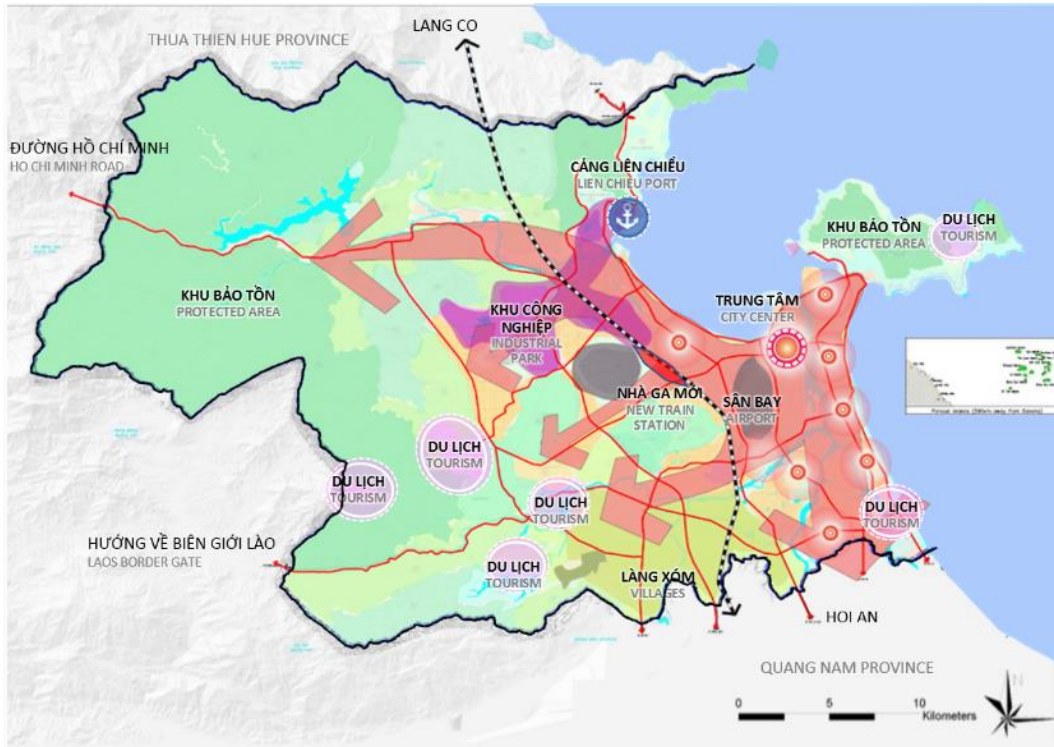 LANG CO
THUA THIEN HUE PROVINCE
ĐƯỜNG HỒ CHÍ MINH
HO CHI MINH ROAD
CẢNG LIÊN CHIỂU
LIEN CHIEU PORT
KHU BẢO TỒN
PROTECTED AREA
DU LỊCH
TOURISM
KHU BẢO TỒN
PROTECTED AREA
TRUNG TÂM
CITY CENTER
KHU CÔNG
NGHIỆP
INDUSTRIAL
PARK
NHÀ GA MỚI
NEW TRAIN
STATION
SÂN BAY
AIRPORT
DU LỊCH
TOURISM
DU LỊCH
TOURISM
DU LỊCH
TOURISM
DU LỊCH
TOURISM
HƯỚNG VỀ BIÊN GIỚI LÀO
LAOS BORDER GATE
DU LỊCH
TOURISM
LÀNG XÓM
VILLAGES
HOI AN
QUANG NAM PROVINCE
N
0 5 10
Kilometers